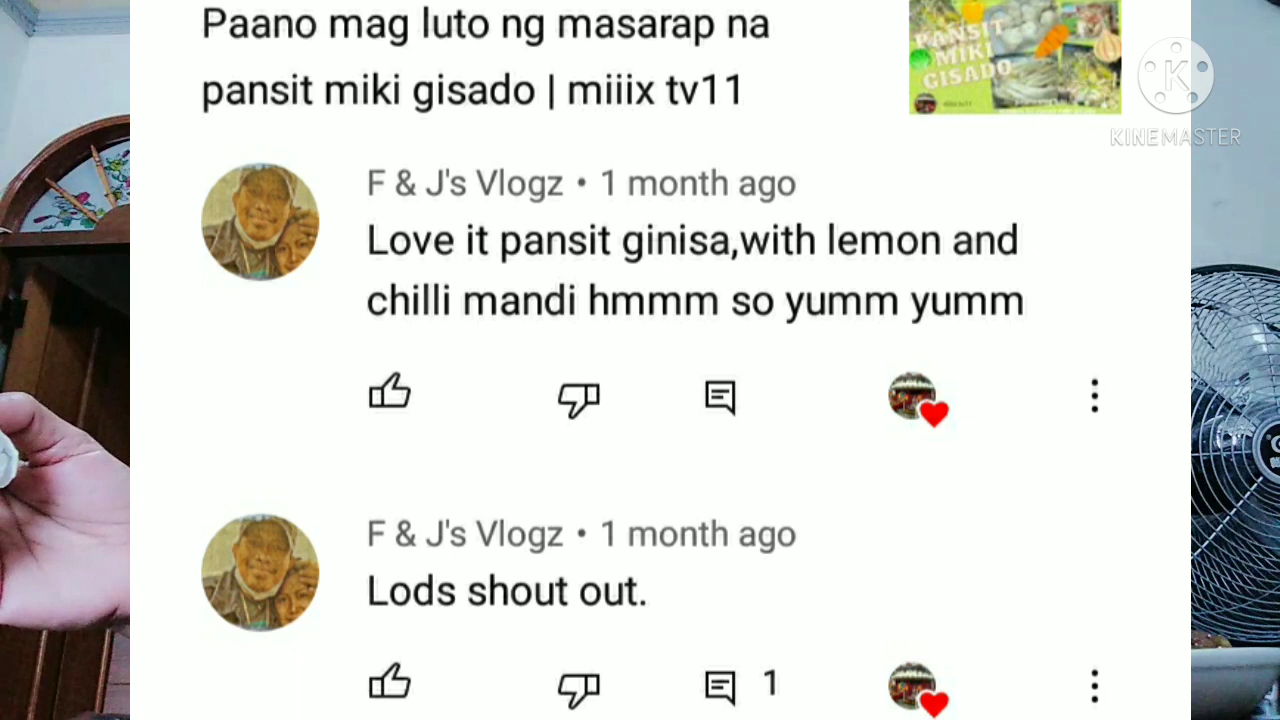 Paano mag luto ng masarap na
pansit miki gisado | miiix tv11
PANSIT
MIKI
GISADO
KINEMASTER
F & J's Vlogz • 1 month ago
Love it pansit ginisa,with lemon and
chilli mandi hmmm so yumm yumm
F & J's Vlogz • 1 month ago
Lods shout out.
1